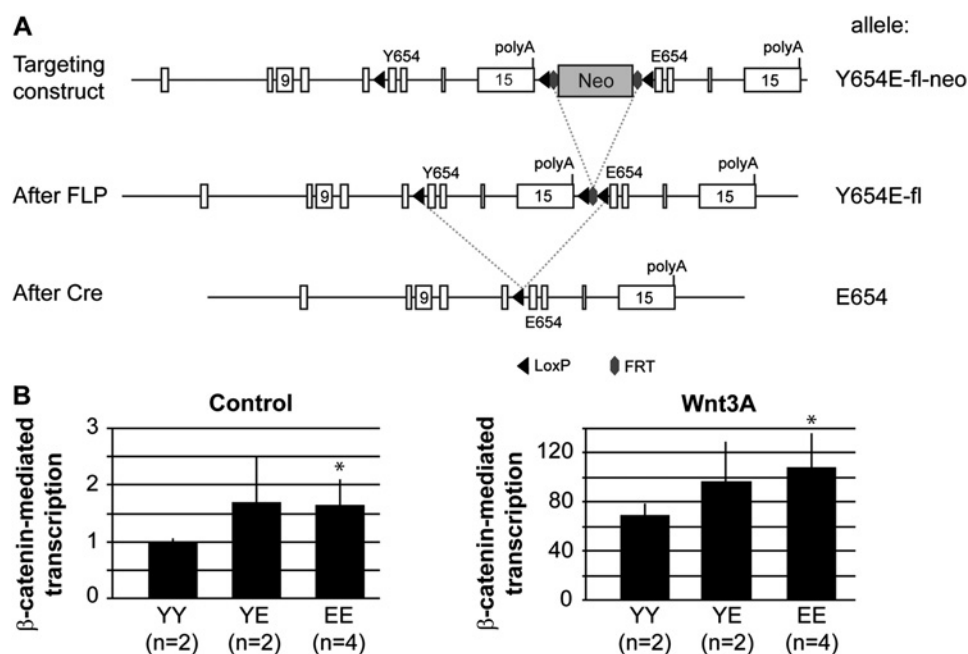 A
allele:
Targeting construct
Y654
polyA
E654
polyA
9
15
Neo
15
Y654E-fl-neo
After FLP
Y654
polyA
E654
polyA
9
15
15
Y654E-fl
After Cre
polyA
9
E654
15
E654
LoxP
FRT
B
Control
β-catenin-mediated
transcription
3
2
1
0
YY
YE
EE
(n=2)
(n=2)
(n=4)
*
Wnt3A
β-catenin-mediated
transcription
120
80
40
0
YY
YE
EE
(n=2)
(n=2)
(n=4)
*